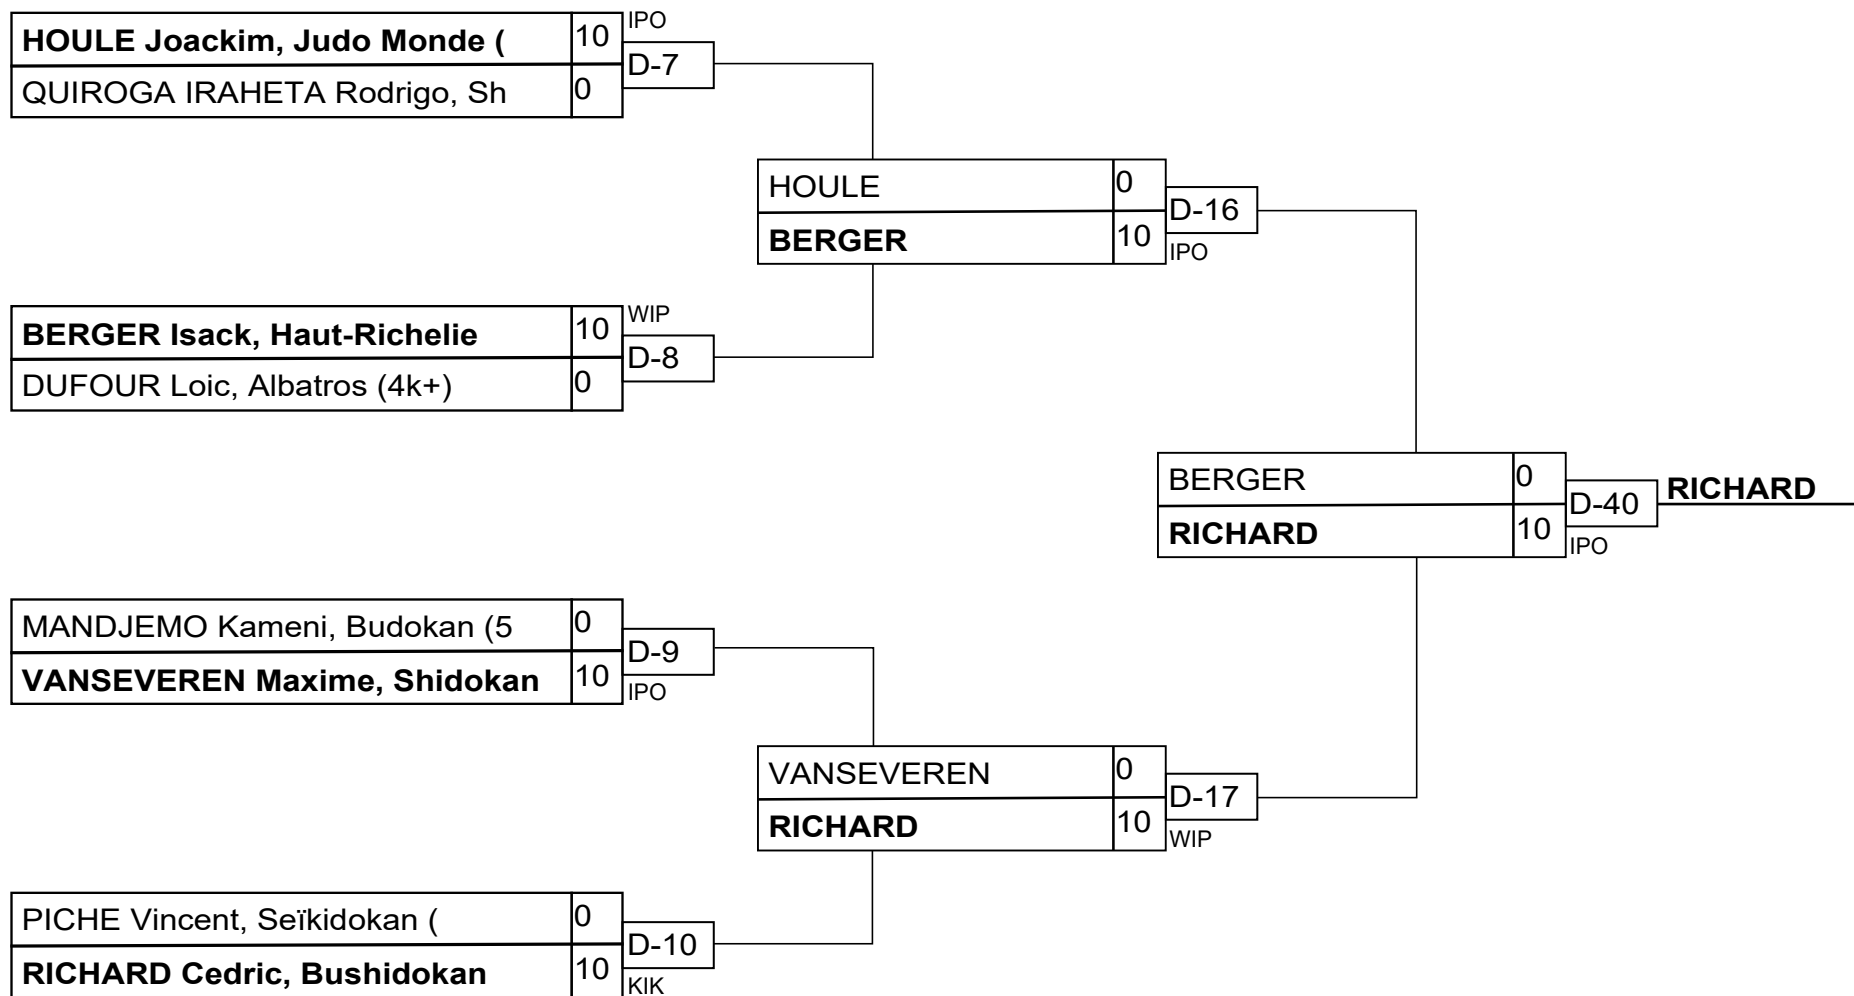 IPO
HOULE Joackim, Judo Monde ( 10
D-7
QUIROGA IRAHETA Rodrigo, Sh 0
HOULE 0
D-16
BERGER 10
IPO
WIP
BERGER Isack, Haut-Richelie 10
D-8
DUFOUR Loic, Albatros (4k+) 0
BERGER 0
D-40 RICHARD
RICHARD 10
IPO
MANDJEMO Kameni, Budokan (5 0
D-9
VANSEVEREN Maxime, Shidokan 10
IPO
VANSEVEREN 0
D-17
RICHARD 10
WIP
PICHE Vincent, Seïkidokan ( 0
D-10
RICHARD Cedric, Bushidokan 10
KIK